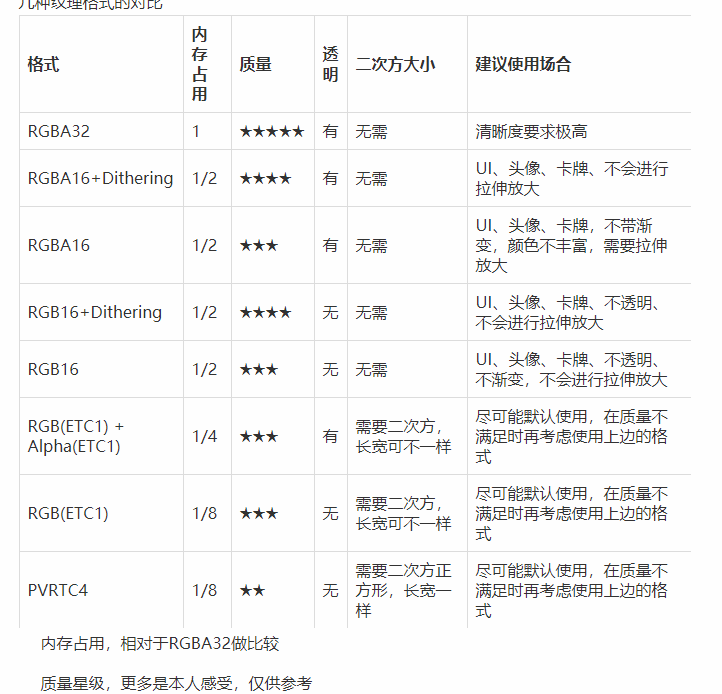 几种纹理格式的对比
格式 内存占用 质量 透明 二次方大小 建议使用场合
RGBA32 1 ★★★★★ 有 无需 清晰度要求极高
RGBA16+Dithering 1/2 ★★★★ 有 无需 UI、头像、卡牌、不会进行
拉伸放大
RGBA16 1/2 ★★★ 有 无需 UI、头像、卡牌，不带渐
变，颜色不丰富，需要拉伸
放大
RGB16+Dithering 1/2 ★★★★ 无 无需 UI、头像、卡牌、不透明、
不会进行拉伸放大
RGB16 1/2 ★★★ 无 无需 UI、头像、卡牌、不透明、
不渐变，不会进行拉伸放大
RGB(ETC1) +
Alpha(ETC1) 1/4 ★★★ 有 需要二次方，
长宽可不一样 尽可能默认使用，在质量不
满足时再考虑使用上边的格
式
RGB(ETC1) 1/8 ★★★ 无 需要二次方，
长宽可不一样 尽可能默认使用，在质量不
满足时再考虑使用上边的格
式
PVRTC4 1/8 ★★ 无 需要二次方正
方形，长宽一
样 尽可能默认使用，在质量不
满足时再考虑使用上边的格
式
内存占用，相对于RGBA32做比较
质量星级，更多是本人感受，仅供参考